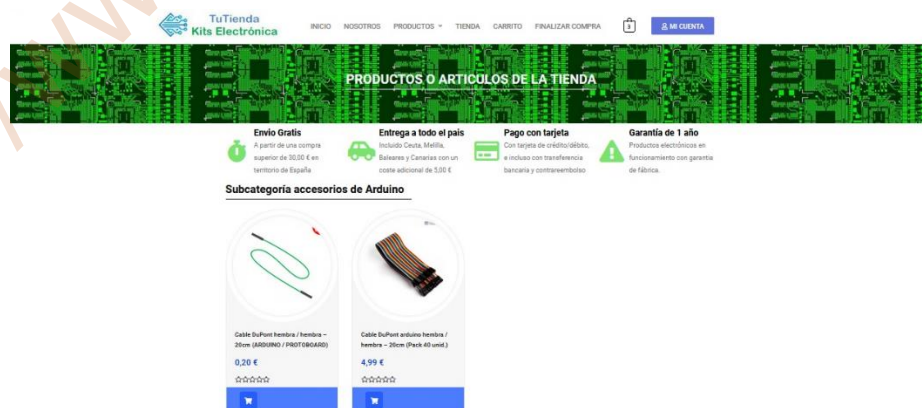 TuTienda
Kits Electrónica
INICIO NOSOTROS PRODUCTOS TIENDA CARRITO FINALIZAR COMPRA 3 MI CUENTA
PRODUCTOS O ARTICULOS DE LA TIENDA
Envio Gratis
A partir de una compra
superior de 30,00 € en
territorio de España
Entrega a todo el pais
Incluido Ceuta, Melilla,
Baleares y Canarias con un
coste adicional de 5,00 €
Pago con tarjeta
Con tarjeta de crédito/débito,
e incluso con transferencia
bancaria y contrareembolso
Garantía de 1 año
Productos electrónicos en
funcionamiento con garantia
de fábrica.
Subcategoría accesorios de Arduino
Cable DuPont hembra / hembra –
20cm (ARDUINO / PROTOBOARD)
0,20 €
Cable DuPont arduino hembra /
hembra – 20cm (Pack 40 unid.)
4,99 €